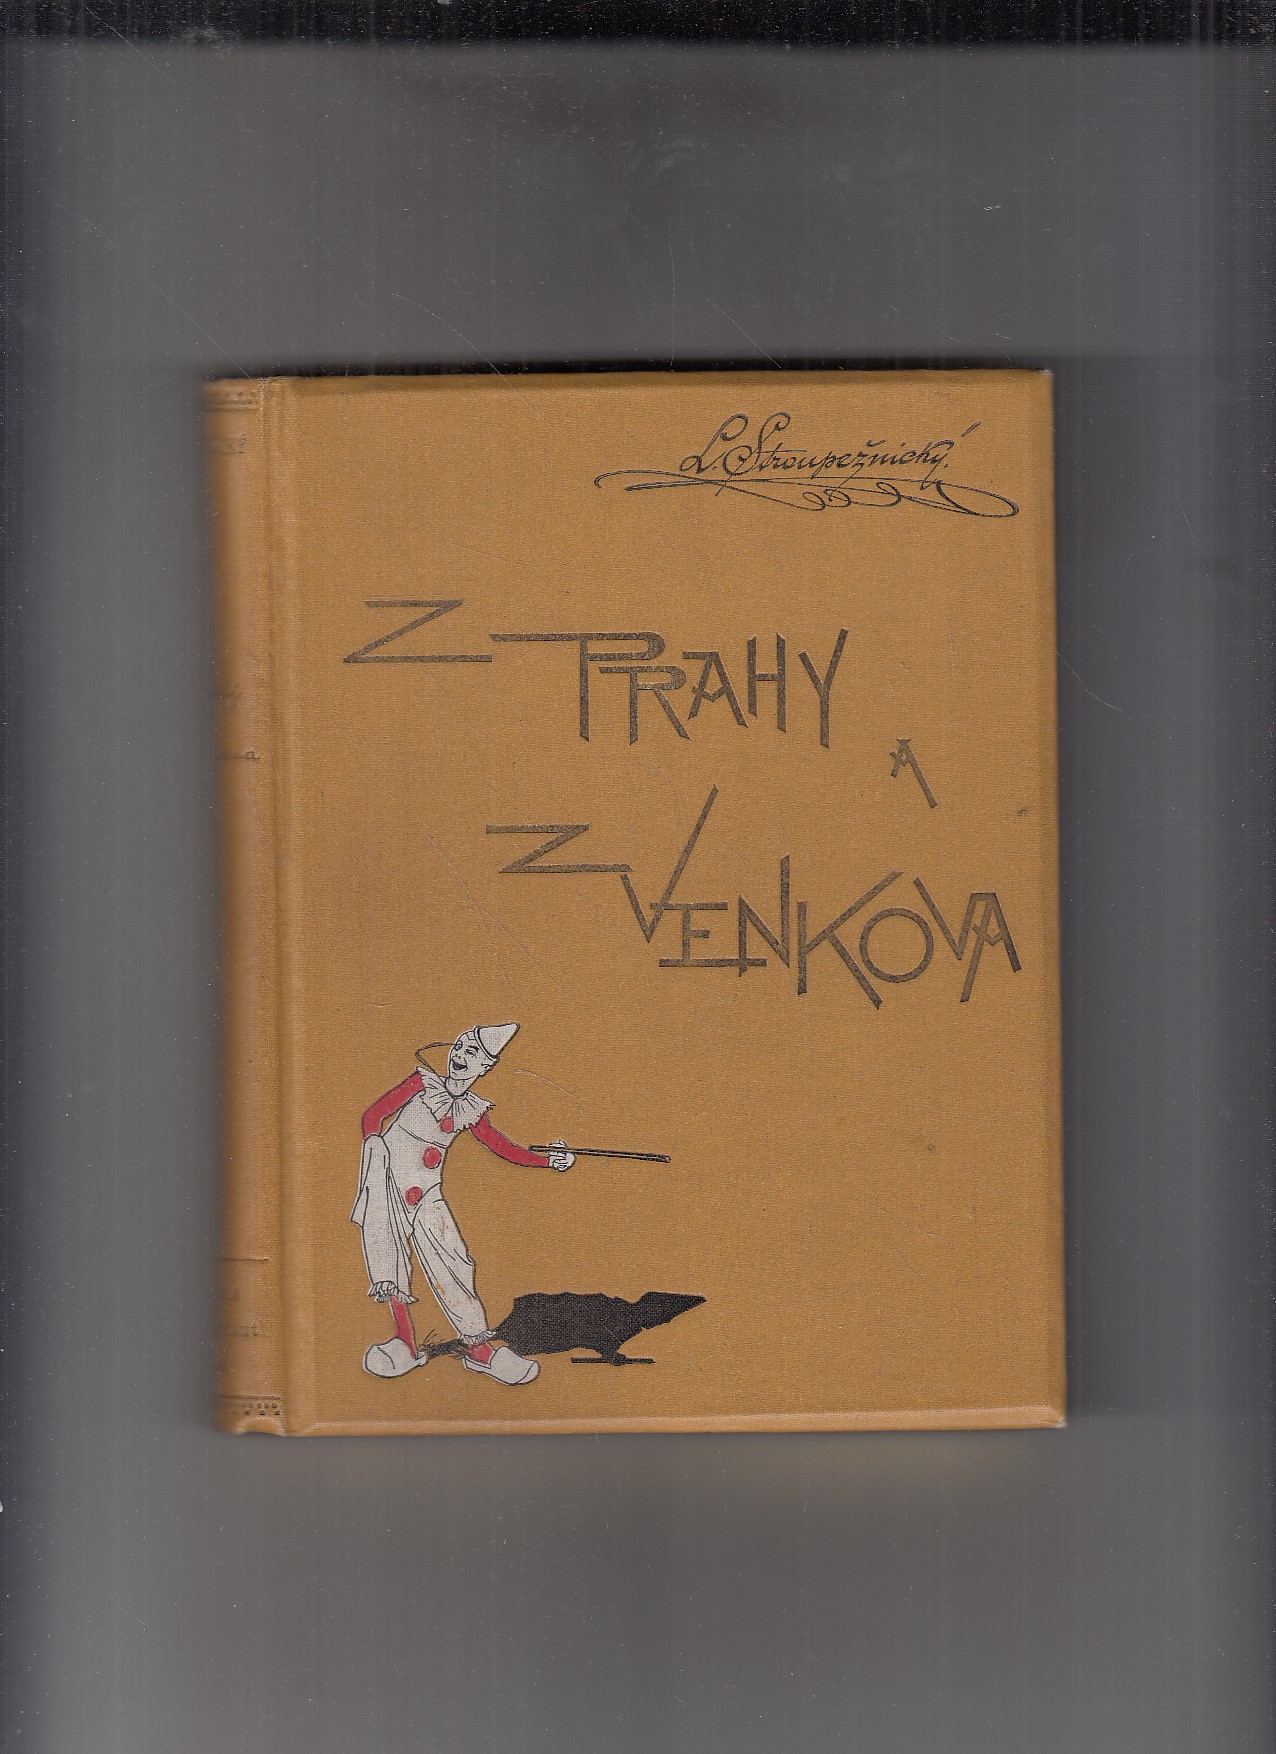 L. Stroupežnický.
Z PRAHY
A
Z VENKOVA